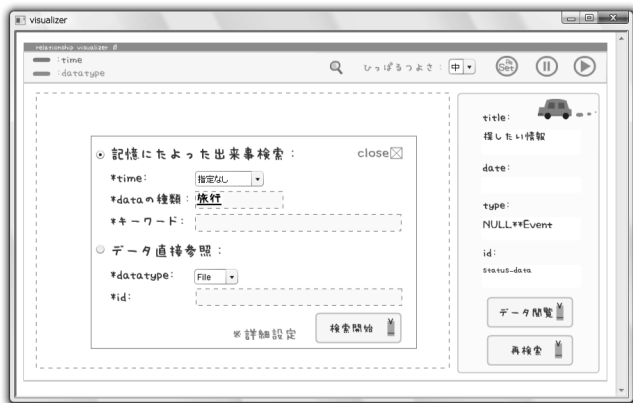 visualizer
relationship visualizer β
:time
:datatype
ひっぱるつよさ: 中
Re Set
記憶にたよった出来事検索:
close
*time: 指定なし
*dataの種類: 旅行
*キーワード:
データ直接参照:
*datatype: File
*id:
※詳細設定
検索開始
title:
探したい情報
date:
type:
NULL**Event
id:
status-data
データ閲覧
再検索